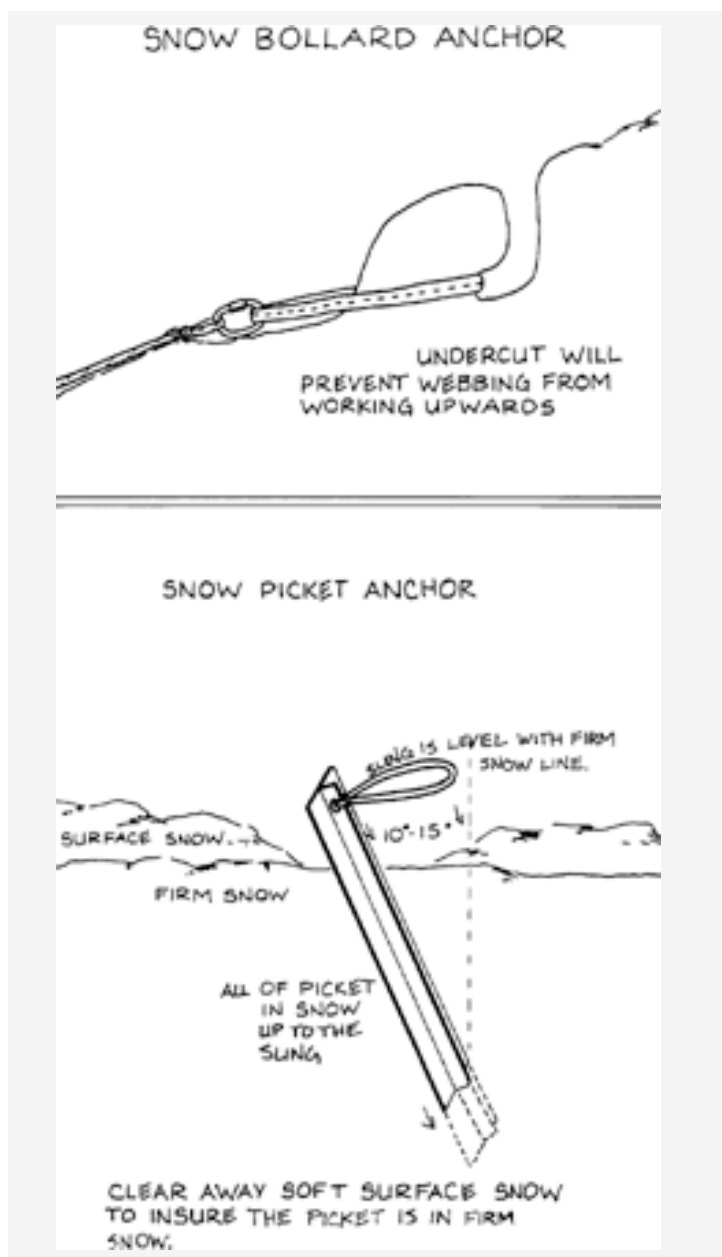 SNOW BOLLARD ANCHOR
UNDERCUT WILL
PREVENT WEBBING FROM
WORKING UPWARDS
SNOW PICKET ANCHOR
SLING IS LEVEL WITH FIRM
SNOW LINE.
10°-15°
SURFACE SNOW
FIRM SNOW
ALL OF PICKET
IN SNOW
UP TO THE
SLING
CLEAR AWAY SOFT SURFACE SNOW
TO INSURE THE PICKET IS IN FIRM
SNOW.